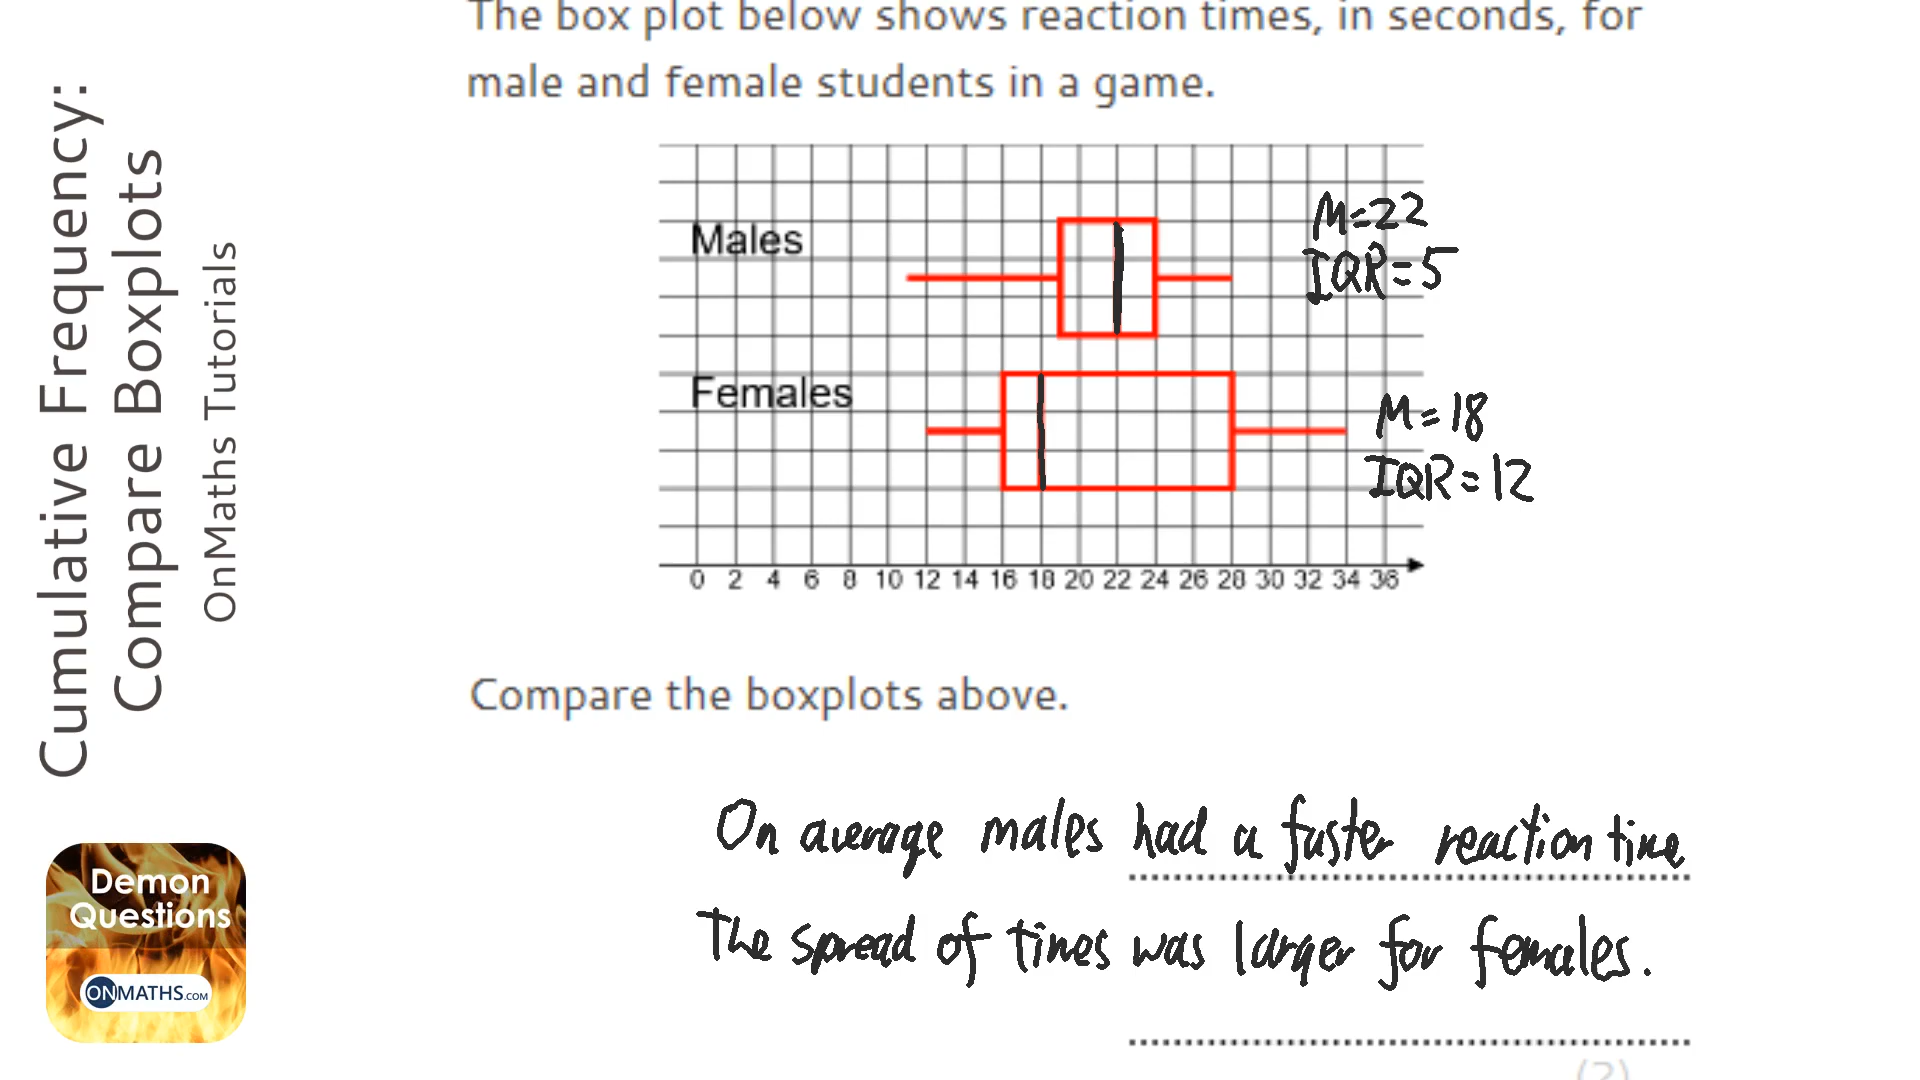 Cumulative Frequency:
Compare Boxplots
OnMaths Tutorials
The box plot below shows reaction times, in seconds, for
male and female students in a game.
Males
M=22
IQR=5
Females
M=18
IQR=12
0 2 4 6 8 10 12 14 16 18 20 22 24 26 28 30 32 34 36
Compare the boxplots above.
On average males had a faster reaction time
The spread of times was larger for females.
(2)
Demon
Questions
ONMATHS.COM